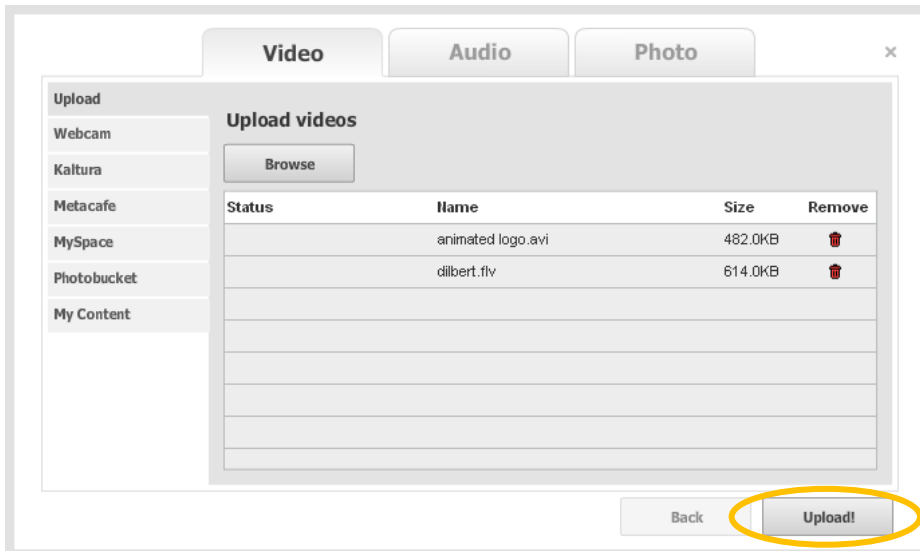 Video Audio Photo ×
Upload
Webcam
Kaltura
Metacafe
MySpace
Photobucket
My Content
Upload videos
Browse
Status Name Size Remove
animated logo.avi 482.0KB
dilbert.flv 614.0KB
Back Upload!